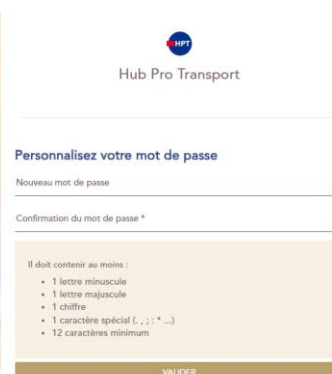 HPT
Hub Pro Transport
Personnalisez votre mot de passe
Nouveau mot de passe
Confirmation du mot de passe *
Il doit contenir au moins :
• 1 lettre minuscule
• 1 lettre majuscule
• 1 chiffre
• 1 caractère spécial (. , ; : * ...)
• 12 caractères minimum
VALIDER